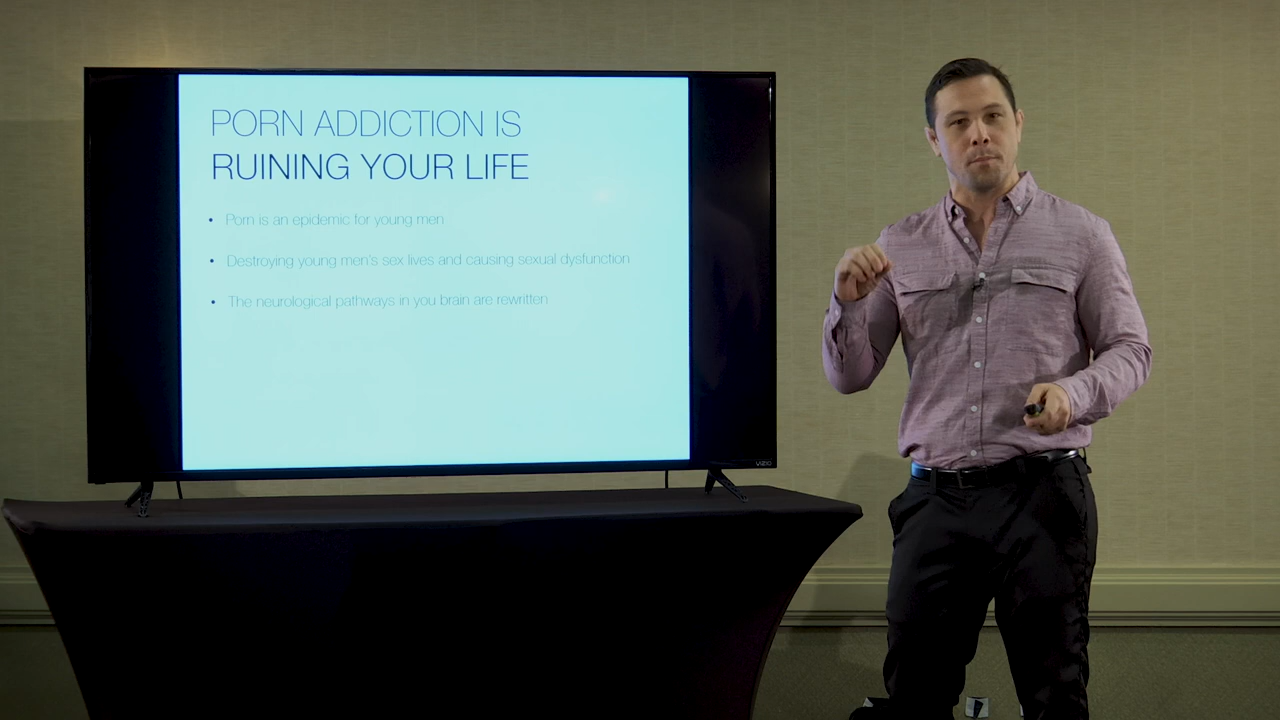 PORN ADDICTION IS
RUINING YOUR LIFE
• Porn is an epidemic for young men
• Destroying young men's sex lives and causing sexual dysfunction
• The neurological pathways in you brain are rewritten
VIZIO